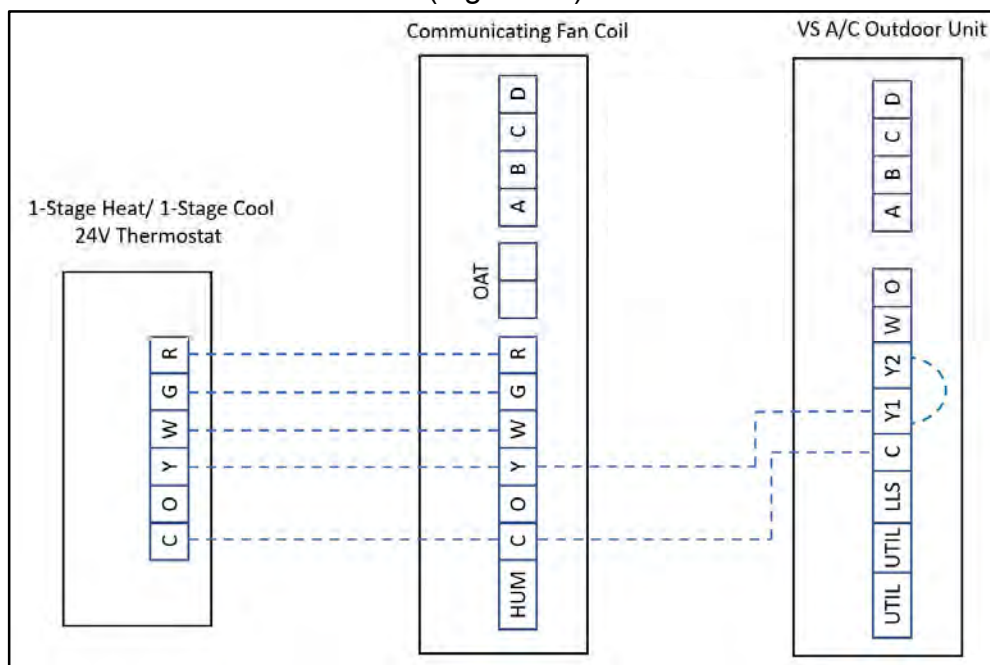 Communicating Fan Coil
VS A/C Outdoor Unit
1-Stage Heat/ 1-Stage Cool
24V Thermostat
R
G
W
Y
O
C
D
C
B
A
OAT
R
G
W
Y
O
C
HUM
D
C
B
A
O
W
Y2
Y1
C
LLS
UTIL
UTIL